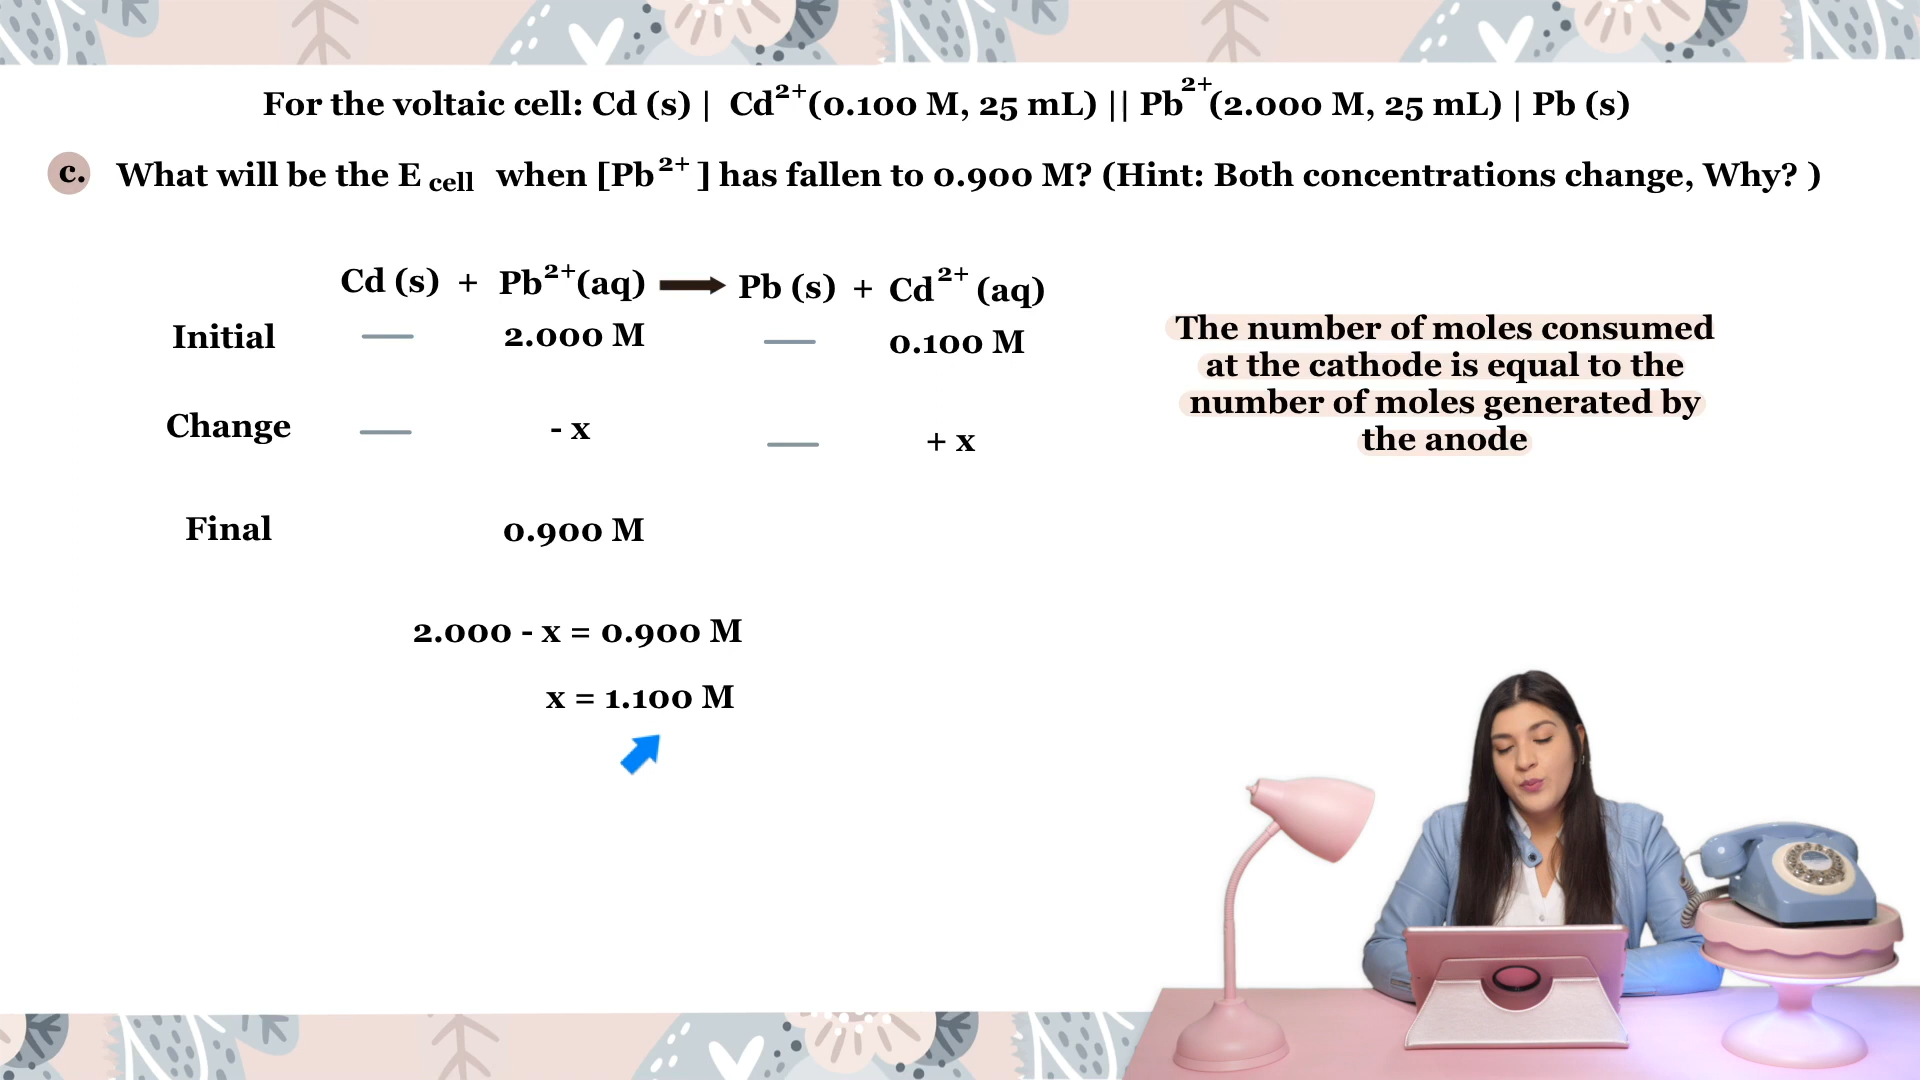 For the voltaic cell: Cd (s) | Cd²⁺(0.100 M, 25 mL) || Pb²⁺(2.000 M, 25 mL) | Pb (s)
c. What will be the E cell when [Pb²⁺] has fallen to 0.900 M? (Hint: Both concentrations change, Why? )
Cd (s) + Pb²⁺(aq) → Pb (s) + Cd²⁺ (aq)
Initial — 2.000 M — 0.100 M
Change — - x — + x
Final 0.900 M
2.000 - x = 0.900 M
x = 1.100 M
The number of moles consumed
at the cathode is equal to the
number of moles generated by
the anode